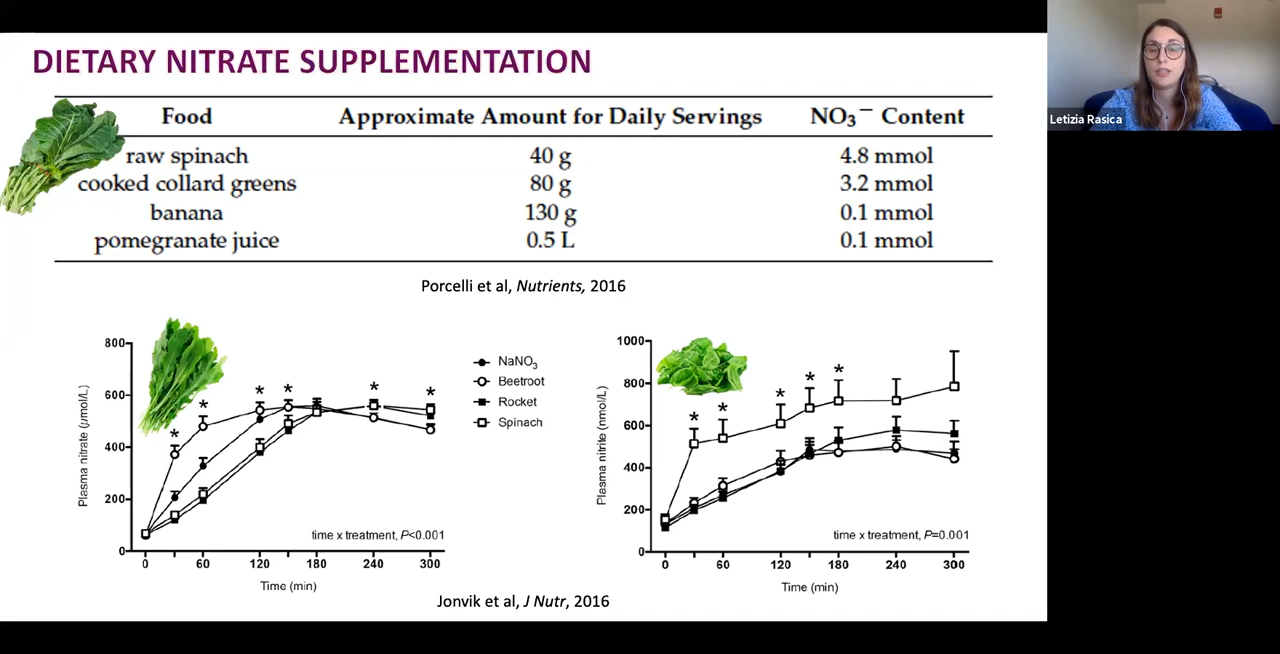 DIETARY NITRATE SUPPLEMENTATION
Food Approximate Amount for Daily Servings NO₃⁻ Content
raw spinach 40 g 4.8 mmol
cooked collard greens 80 g 3.2 mmol
banana 130 g 0.1 mmol
pomegranate juice 0.5 L 0.1 mmol
Porcelli et al, Nutrients, 2016
Plasma nitrate (μmol/L)
800
600
400
200
0
* * * * * *
time x treatment, P<0.001
0 60 120 180 240 300
Time (min)
NaNO₃
Beetroot
Rocket
Spinach
Plasma nitrite (nmol/L)
1000
800
600
400
200
0
* * * * *
time x treatment, P=0.001
0 60 120 180 240 300
Time (min)
Jonvik et al, J Nutr, 2016
Letizia Rasica